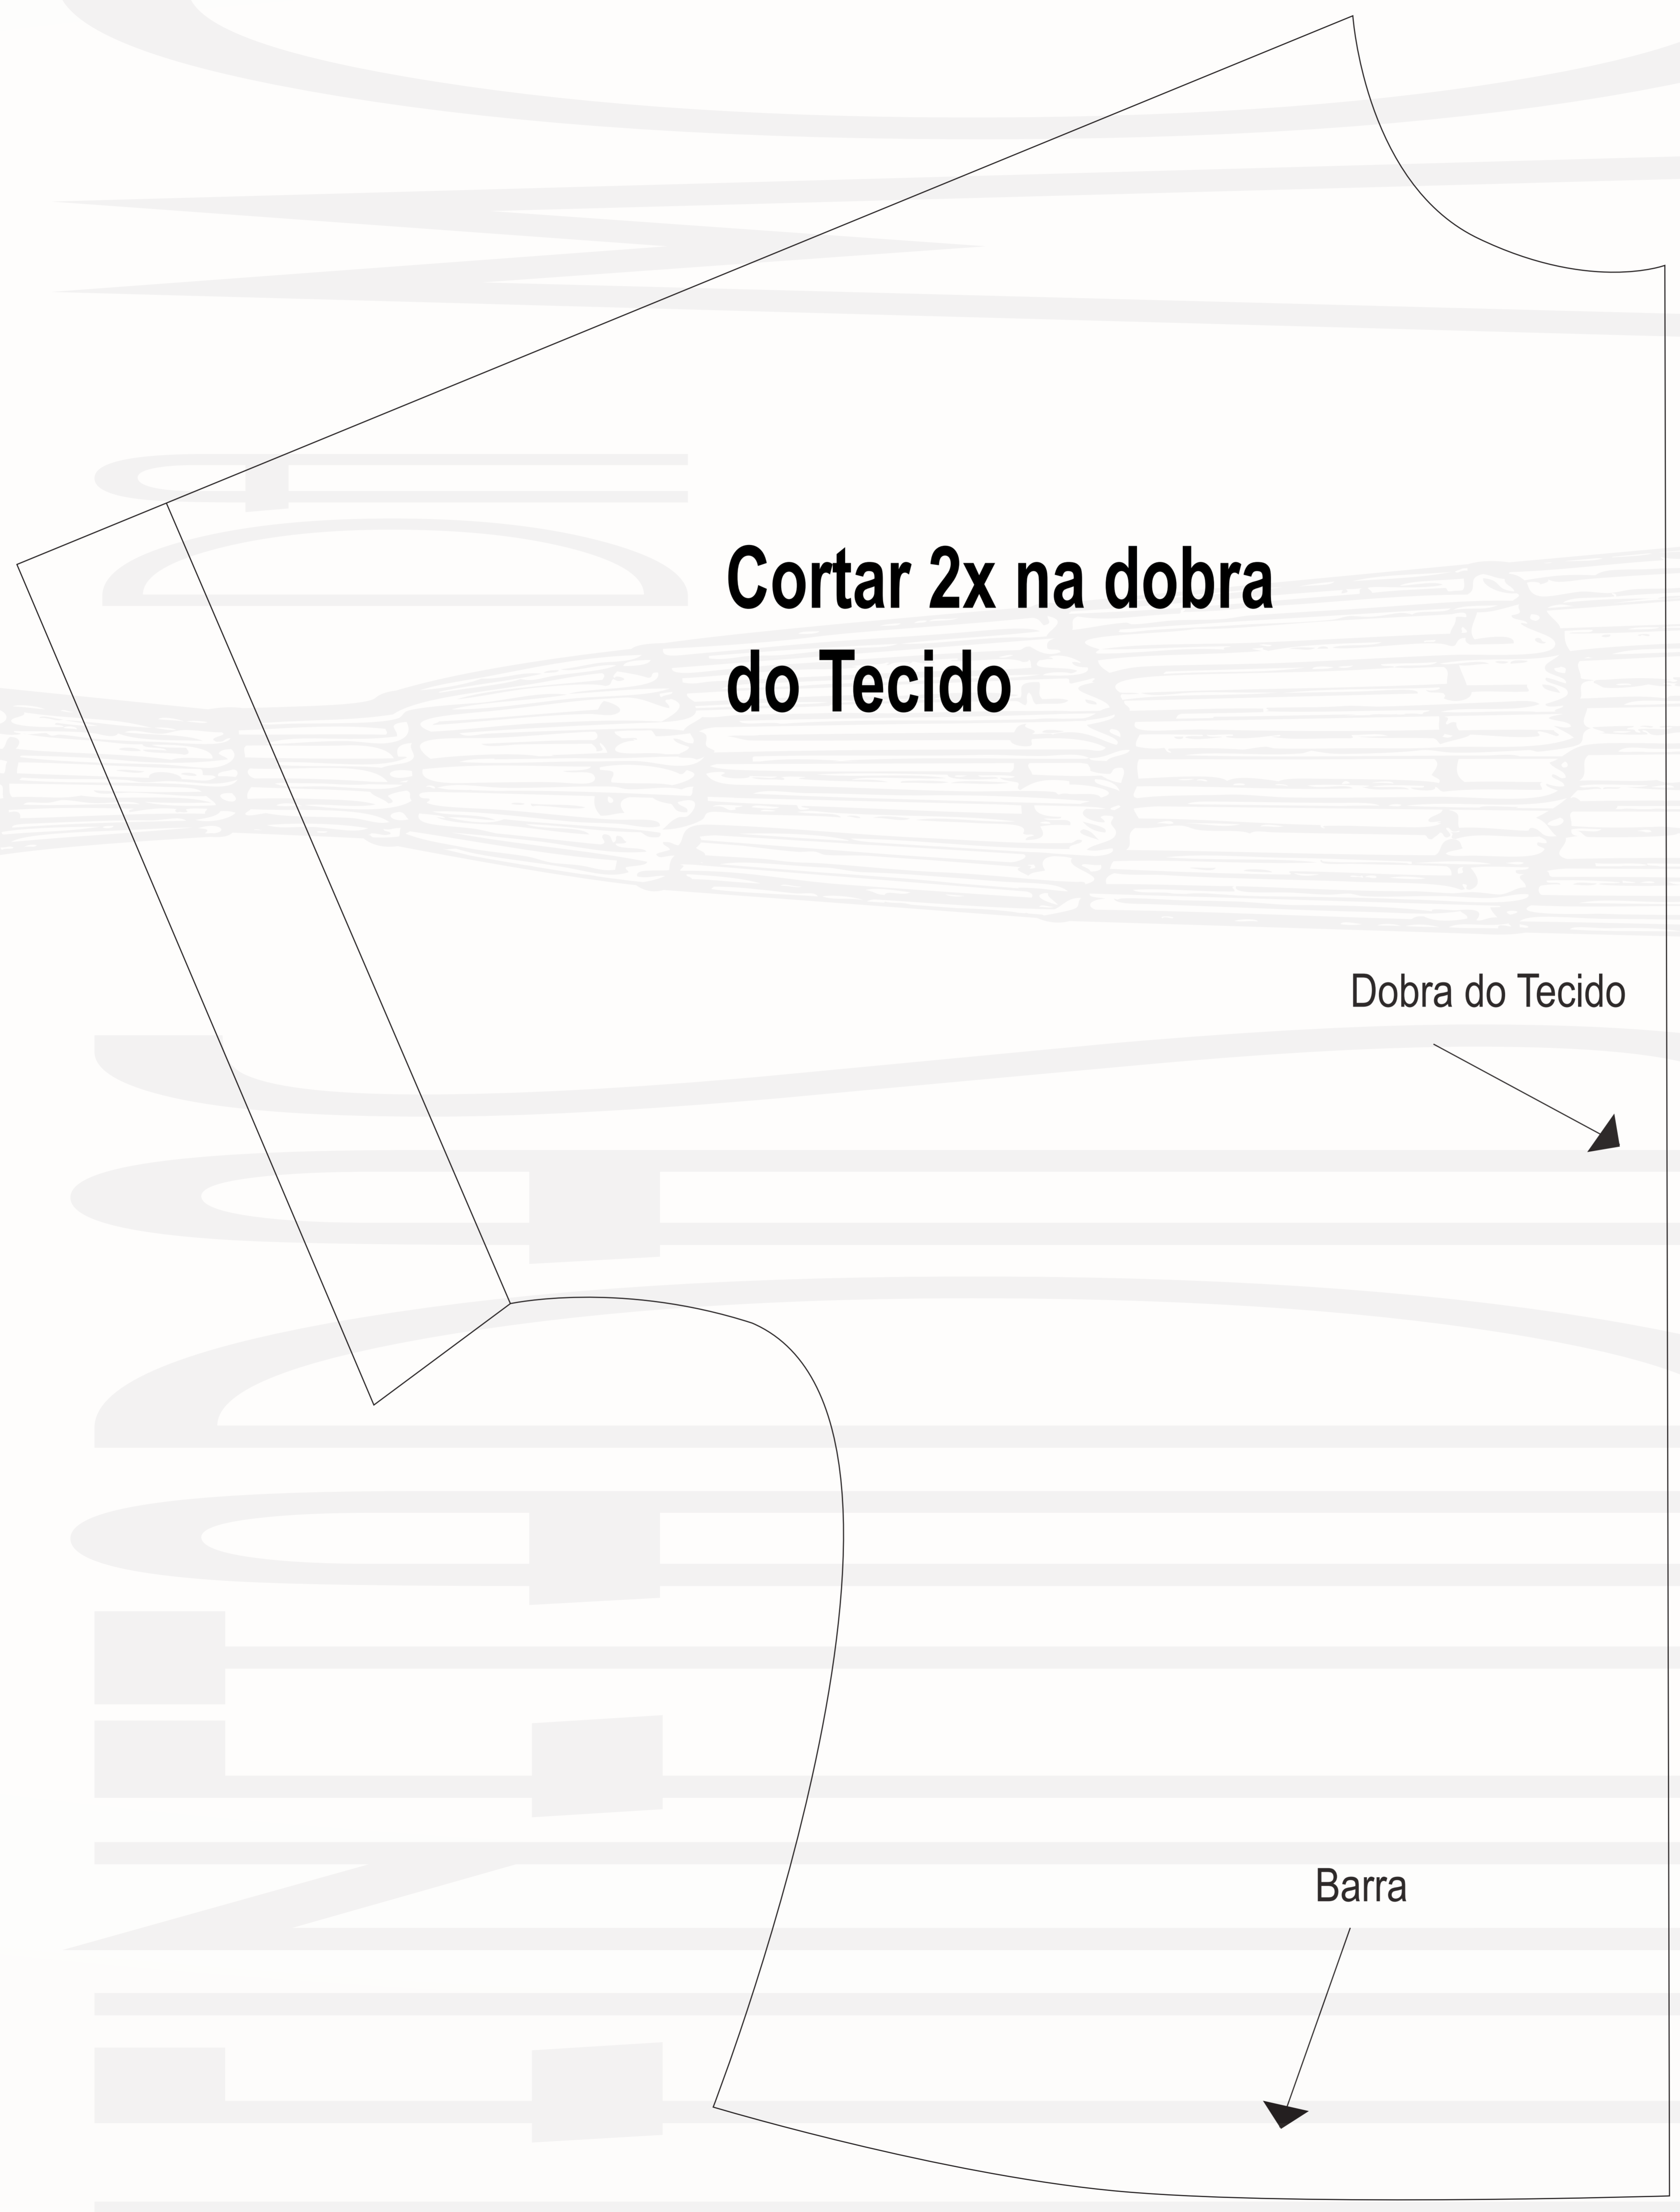 Cortar 2x na dobra
do Tecido
Dobra do Tecido
Barra